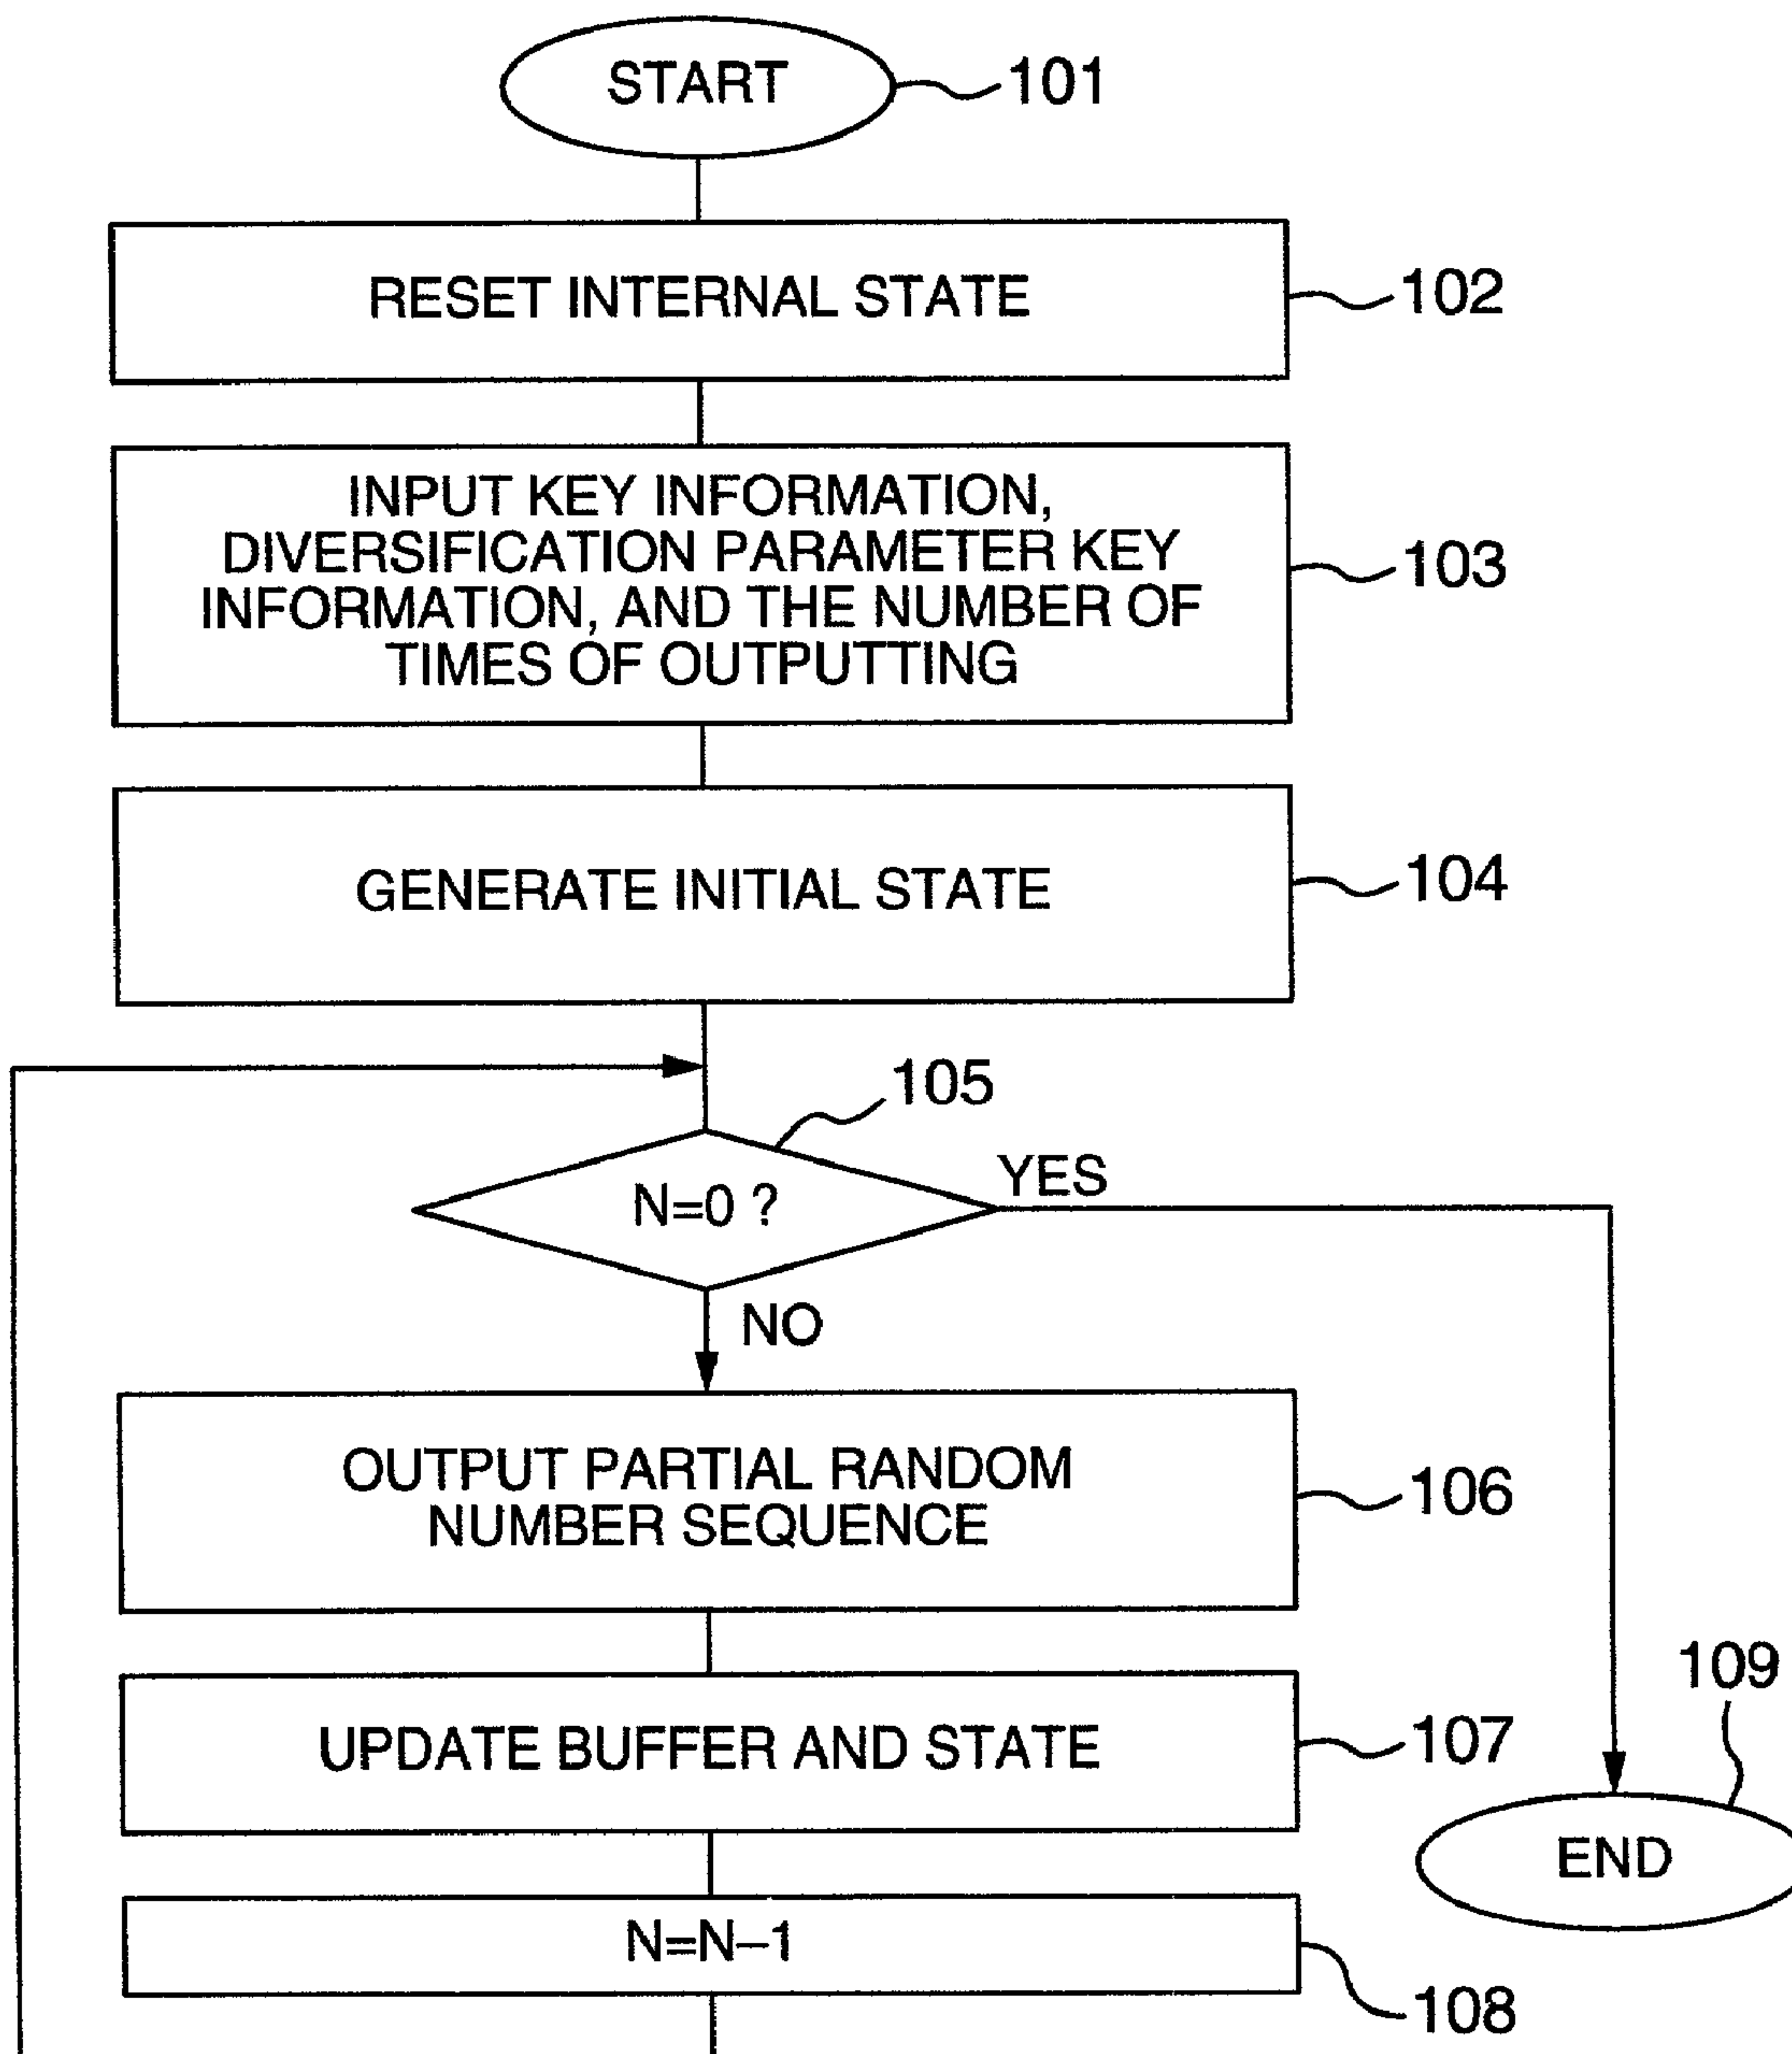 START
101
RESET INTERNAL STATE
102
INPUT KEY INFORMATION,
DIVERSIFICATION PARAMETER KEY
INFORMATION, AND THE NUMBER OF
TIMES OF OUTPUTTING
103
GENERATE INITIAL STATE
104
105
N=0 ?
YES
NO
OUTPUT PARTIAL RANDOM
NUMBER SEQUENCE
106
UPDATE BUFFER AND STATE
107
109
END
N=N–1
108